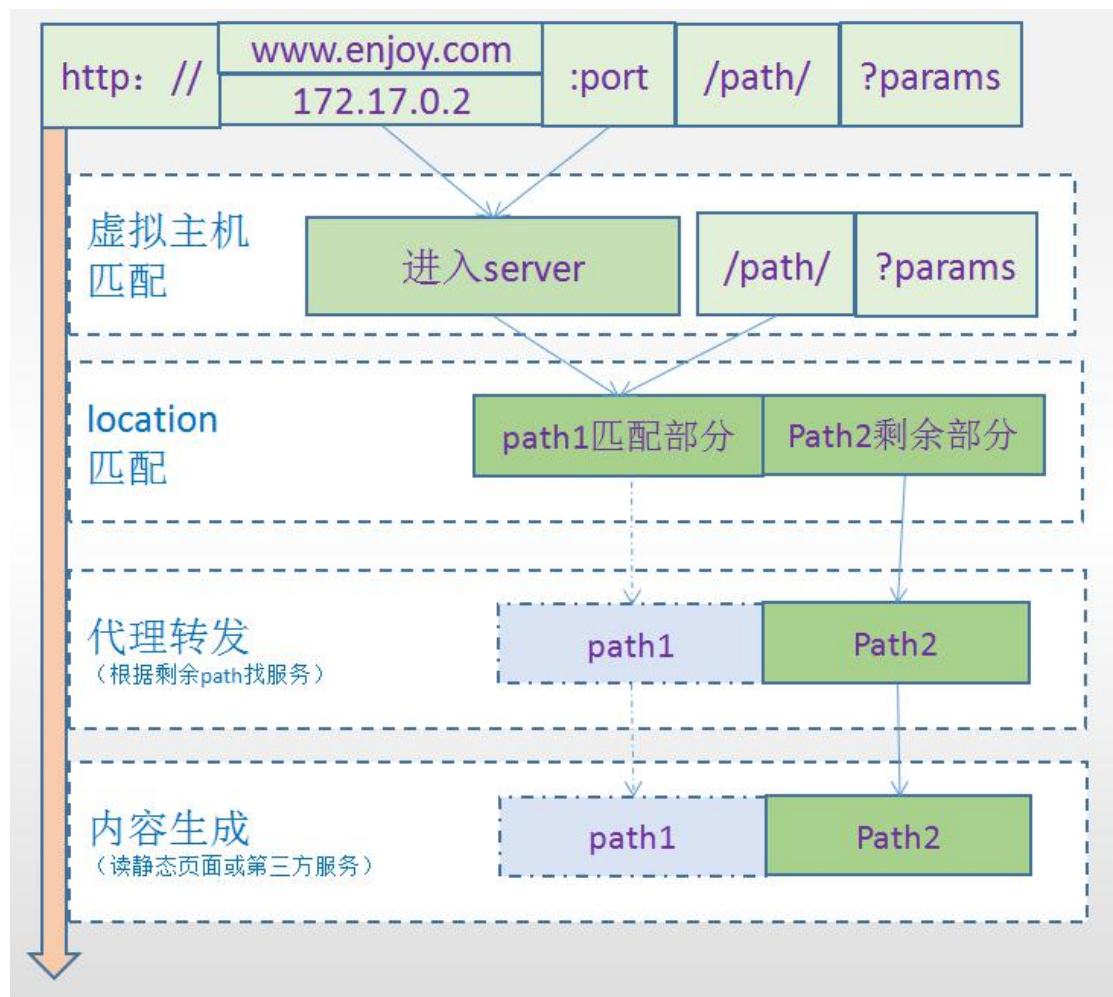 http：// www.enjoy.com :port /path/ ?params
172.17.0.2
虚拟主机
匹配
进入server /path/ ?params
location
匹配
path1匹配部分 Path2剩余部分
代理转发
（根据剩余path找服务）
path1 Path2
内容生成
（读静态页面或第三方服务）
path1 Path2